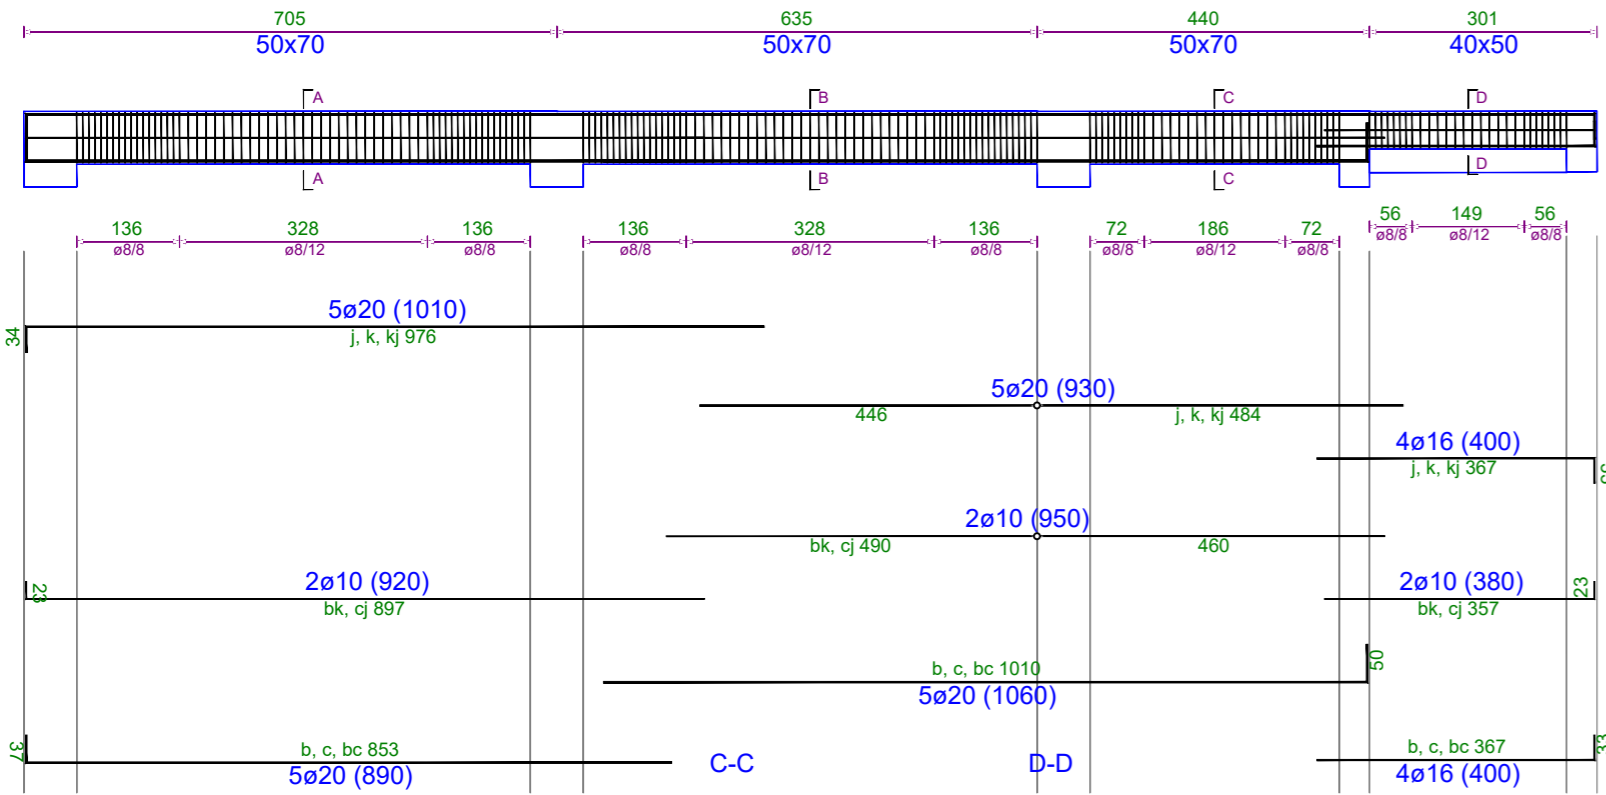 705 635 440 301
50x70 50x70 50x70 40x50
A B C D
A B C D
136 328 136 136 328 136 72 186 72 56 149 56
ø8/8 ø8/12 ø8/8 ø8/8 ø8/12 ø8/8 ø8/8 ø8/12 ø8/8 ø8/8 ø8/12 ø8/8
5ø20 (1010)
34 j, k, kj 976
5ø20 (930)
446 j, k, kj 484
4ø16 (400)
j, k, kj 367
2ø10 (950)
bk, cj 490 460
23 2ø10 (920) 2ø10 (380) 23
bk, cj 897 bk, cj 357
b, c, bc 1010 50
5ø20 (1060)
37 b, c, bc 853 C-C D-D b, c, bc 367 33
5ø20 (890) 4ø16 (400)